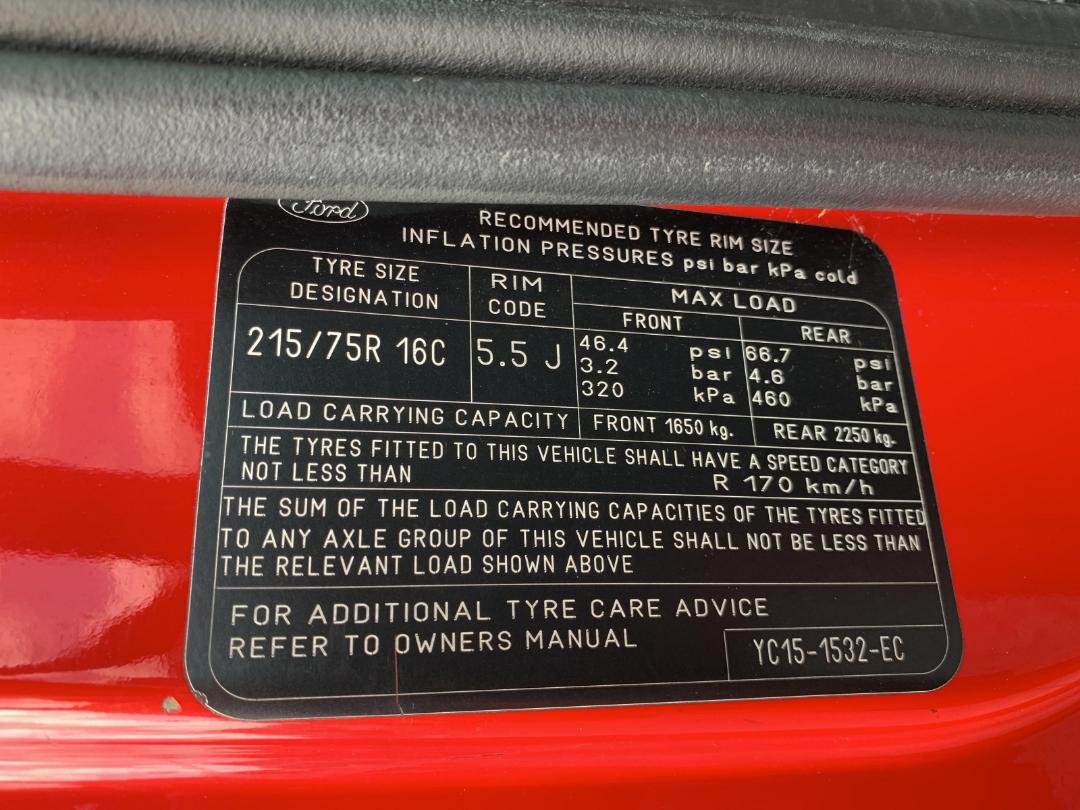 Ford
RECOMMENDED TYRE RIM SIZE
INFLATION PRESSURES psi bar kPa cold
TYRE SIZE
DESIGNATION
RIM
CODE
MAX LOAD
FRONT
REAR
215/75R 16C
5.5 J
46.4 psi
3.2 bar
320 kPa
66.7 psi
4.6 bar
460 kPa
LOAD CARRYING CAPACITY
FRONT 1650 kg.
REAR 2250 kg.
THE TYRES FITTED TO THIS VEHICLE SHALL HAVE A SPEED CATEGORY
NOT LESS THAN R 170 km/h
THE SUM OF THE LOAD CARRYING CAPACITIES OF THE TYRES FITTED
TO ANY AXLE GROUP OF THIS VEHICLE SHALL NOT BE LESS THAN
THE RELEVANT LOAD SHOWN ABOVE
FOR ADDITIONAL TYRE CARE ADVICE
REFER TO OWNERS MANUAL
YC15-1532-EC